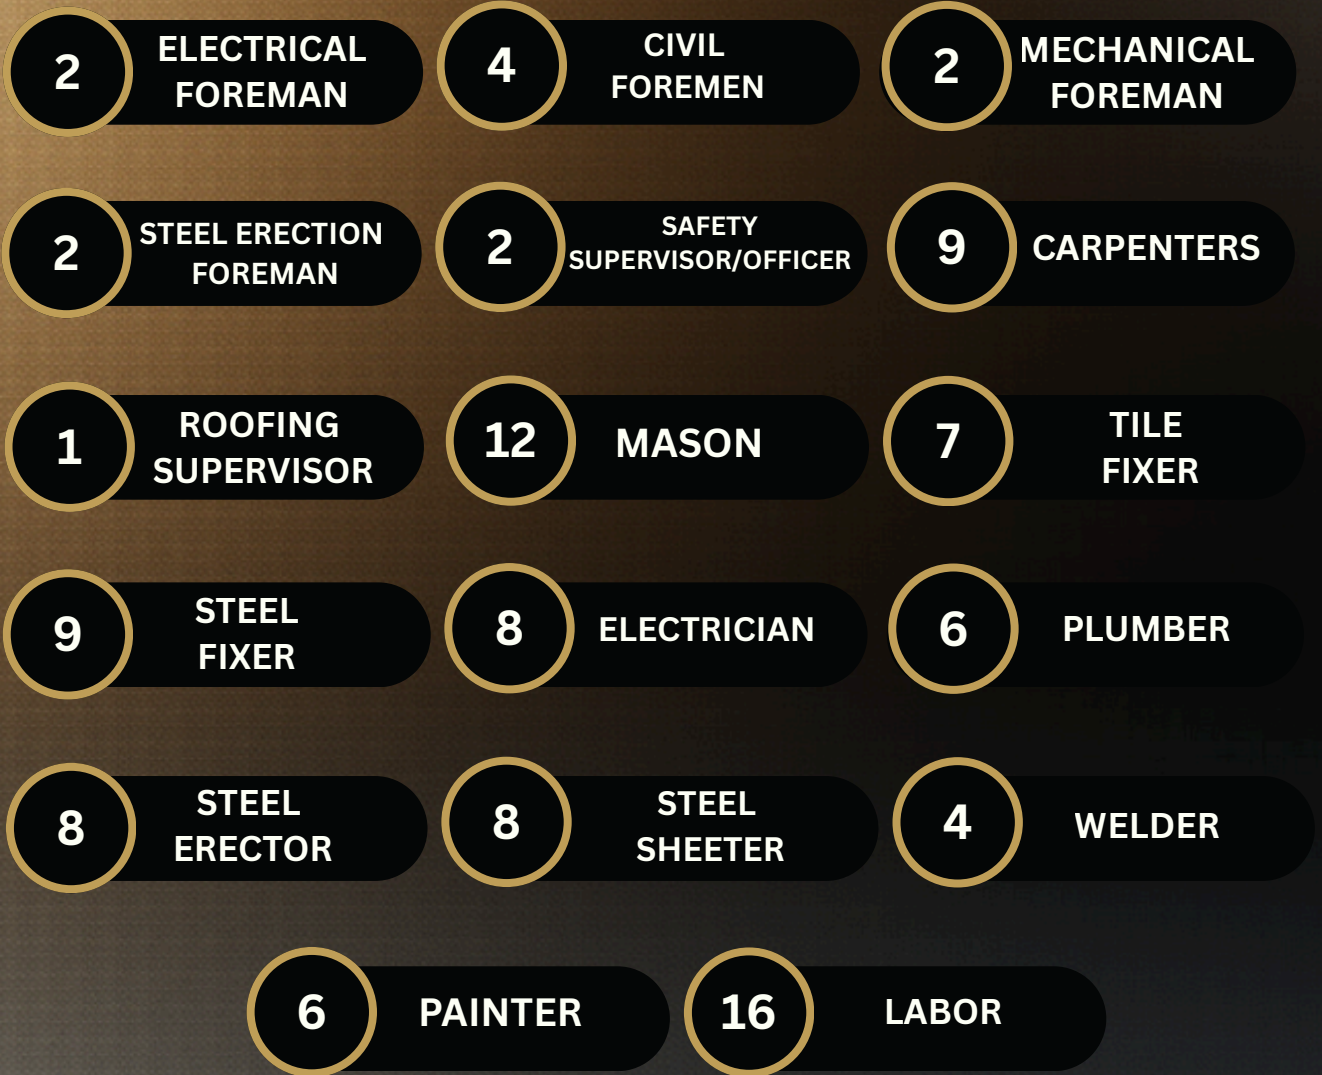 2
ELECTRICAL
FOREMAN
4
CIVIL
FOREMEN
2
MECHANICAL
FOREMAN
2
STEEL ERECTION
FOREMAN
2
SAFETY
SUPERVISOR/OFFICER
9
CARPENTERS
1
ROOFING
SUPERVISOR
12
MASON
7
TILE
FIXER
9
STEEL
FIXER
8
ELECTRICIAN
6
PLUMBER
8
STEEL
ERECTOR
8
STEEL
SHEETER
4
WELDER
6
PAINTER
16
LABOR